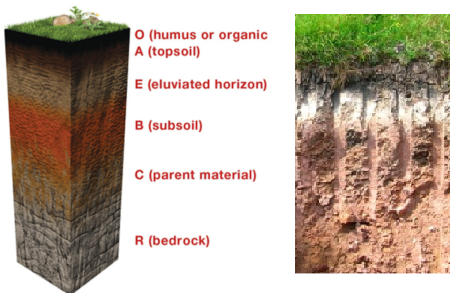 O (humus or organic
A (topsoil)
E (eluviated horizon)
B (subsoil)
C (parent material)
R (bedrock)